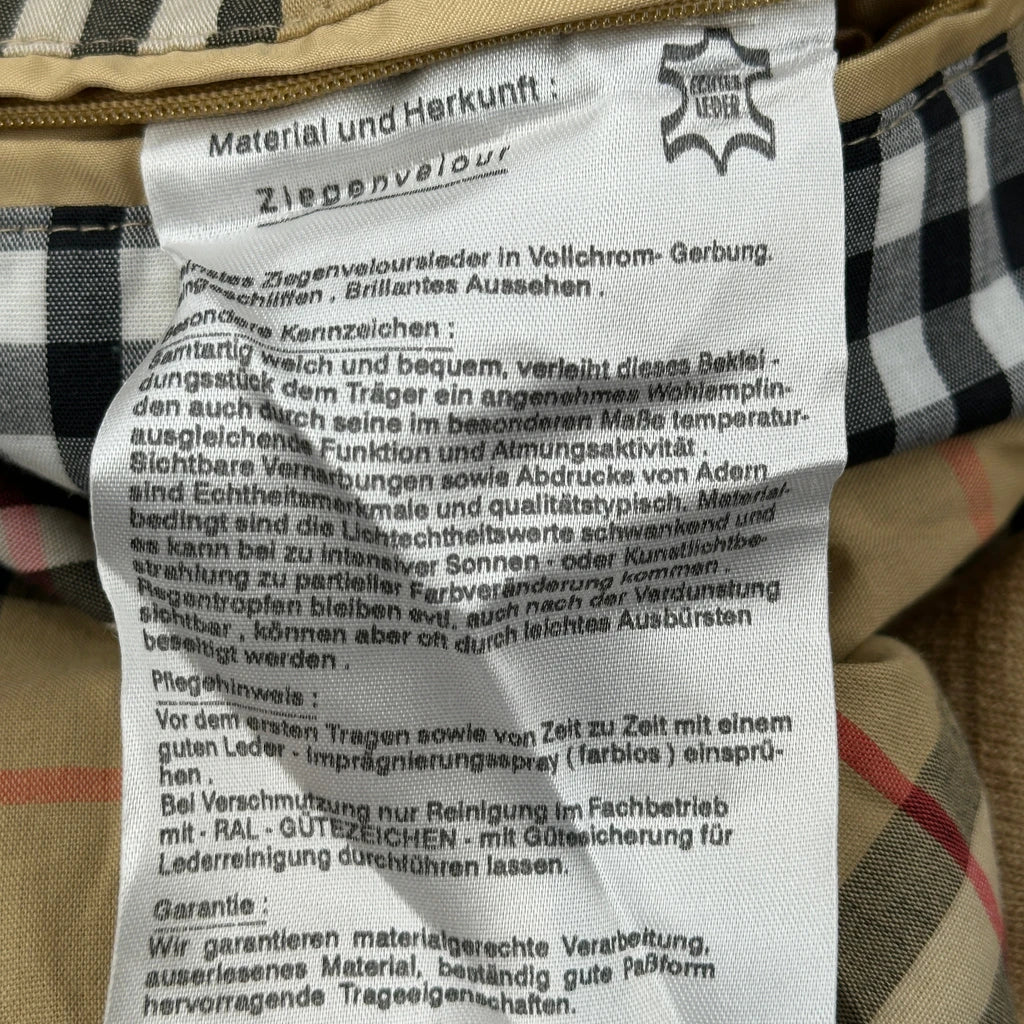 Material und Herkunft :
ECHTES
LEDER
Ziegenvelour
Ziegenveloursleder in Vollchrom- Gerbung.
Brillantes Aussehen .
Kennzeichen :
Samtartig weich und bequem, verleiht dieses Beklei -
dungsstück dem Träger ein angenehmes Wohlempfin-
den auch durch seine im besonderen Maße temperatur-
ausgleichende Funktion und Atmungsaktivität .
Sichtbare Vernarbungen sowie Abdrucke von Adern
sind Echtheitsmerkmale und qualitätstypisch. Material-
bedingt sind die Lichtechtheitswerte schwankend und
es kann bei zu intensiver Sonnen - oder Kunstlichtbe-
strahlung zu partieller Farbveränderung kommen .
Regentropfen bleiben evtl. auch nach der Verdunstung
sichtbar , können aber oft durch leichtes Ausbürsten
beseitigt werden .
Pflegehinweis :
Vor dem ersten Tragen sowie von Zeit zu Zeit mit einem
guten Leder - Imprägnierungsspray ( farblos ) einsprü-
hen .
Bei Verschmutzung nur Reinigung im Fachbetrieb
mit - RAL - GÜTEZEICHEN - mit Gütesicherung für
Lederreinigung durchführen lassen.
Garantie :
Wir garantieren materialgerechte Verarbeitung,
auserlesenes Material, beständig gute Paßform
hervorragende Trageeigenschaften.